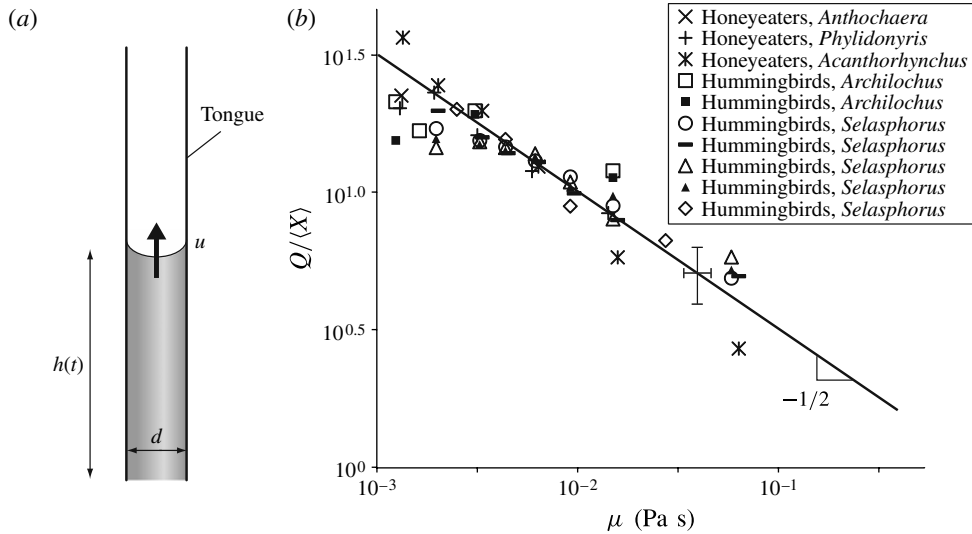 (a)
Tongue
u
h(t)
d
(b)
Honeyeaters, Anthochaera
Honeyeaters, Phylidonyris
Honeyeaters, Acanthorhynchus
Hummingbirds, Archilochus
Hummingbirds, Archilochus
Hummingbirds, Selasphorus
Hummingbirds, Selasphorus
Hummingbirds, Selasphorus
Hummingbirds, Selasphorus
Hummingbirds, Selasphorus
10^1.5
10^1.0
10^0.5
10^0
Q/⟨X⟩
−1/2
10^−3 10^−2 10^−1
μ (Pa s)